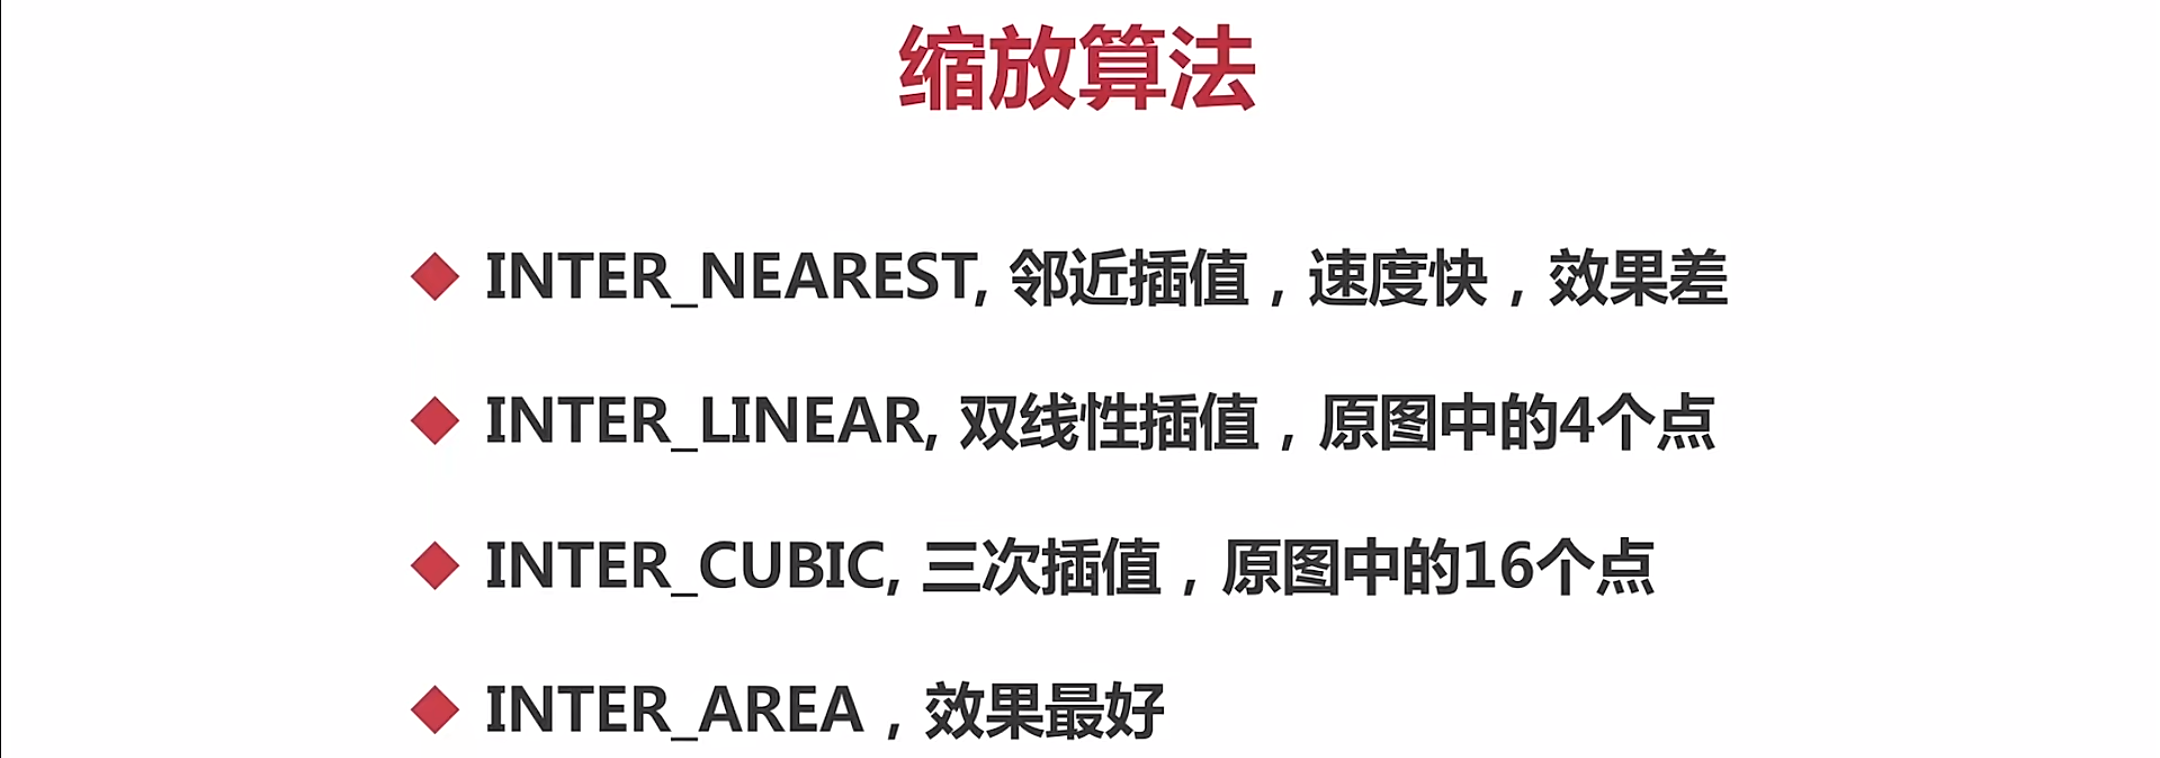 缩放算法
INTER_NEAREST, 邻近插值，速度快，效果差
INTER_LINEAR, 双线性插值，原图中的4个点
INTER_CUBIC, 三次插值，原图中的16个点
INTER_AREA，效果最好